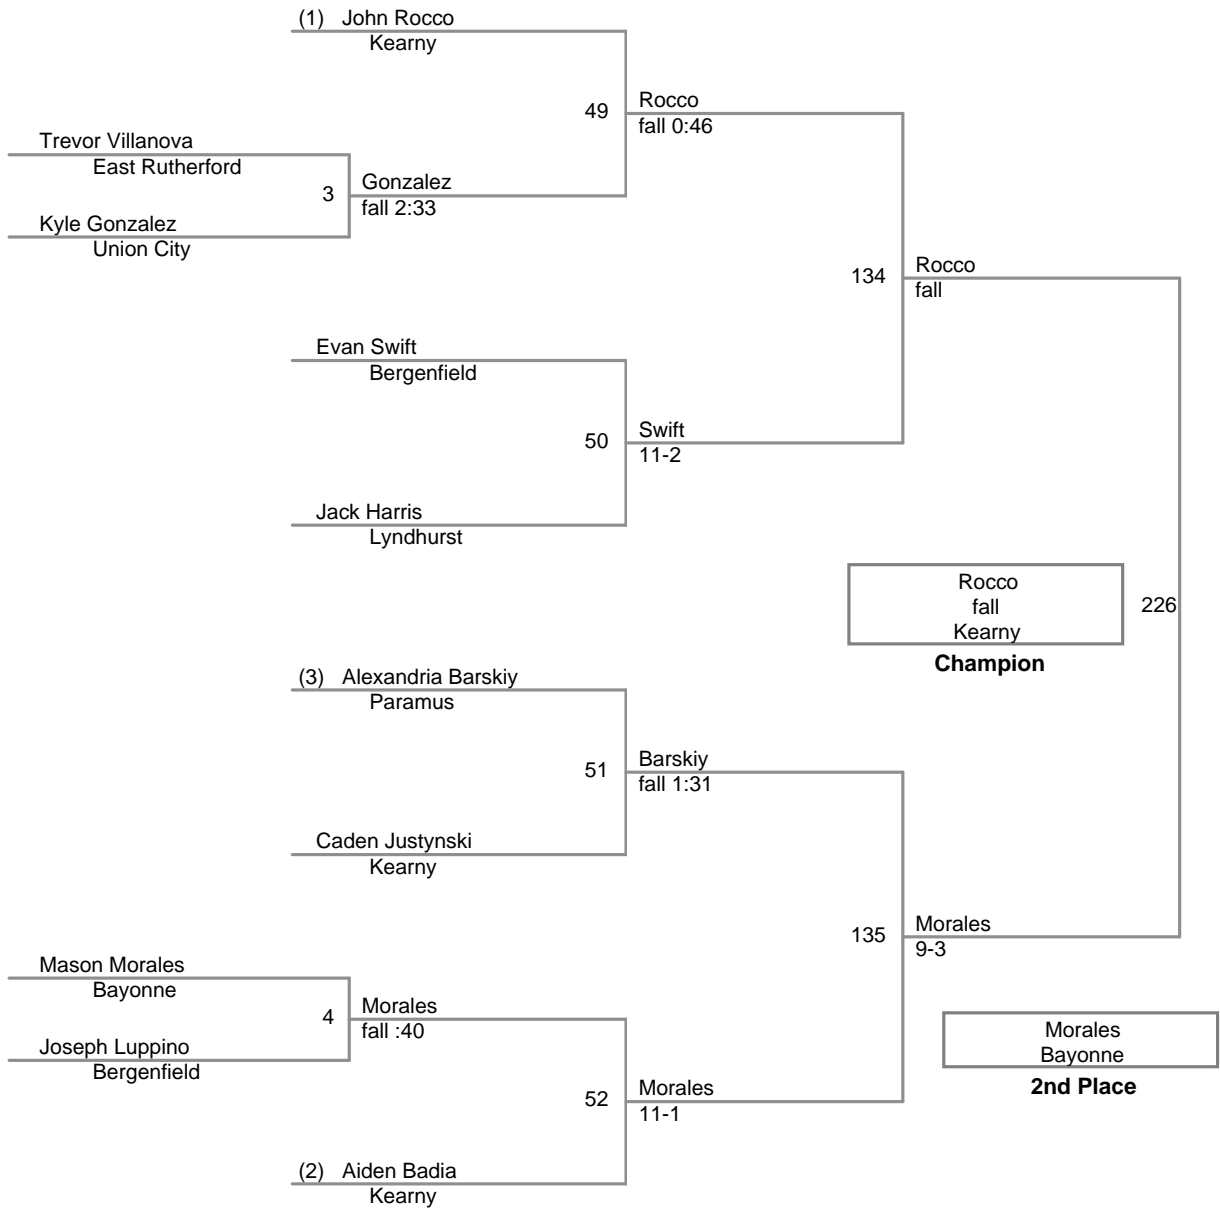 (1) John Rocco
Kearny
49
Rocco
fall 0:46
Trevor Villanova
East Rutherford
3
Gonzalez
fall 2:33
Kyle Gonzalez
Union City
134
Rocco
fall
Evan Swift
Bergenfield
50
Swift
11-2
Jack Harris
Lyndhurst
Rocco
fall
Kearny
Champion
226
(3) Alexandria Barskiy
Paramus
51
Barskiy
fall 1:31
Caden Justynski
Kearny
135
Morales
9-3
Mason Morales
Bayonne
4
Morales
fall :40
Joseph Luppino
Bergenfield
52
Morales
11-1
Morales
Bayonne
2nd Place
(2) Aiden Badia
Kearny